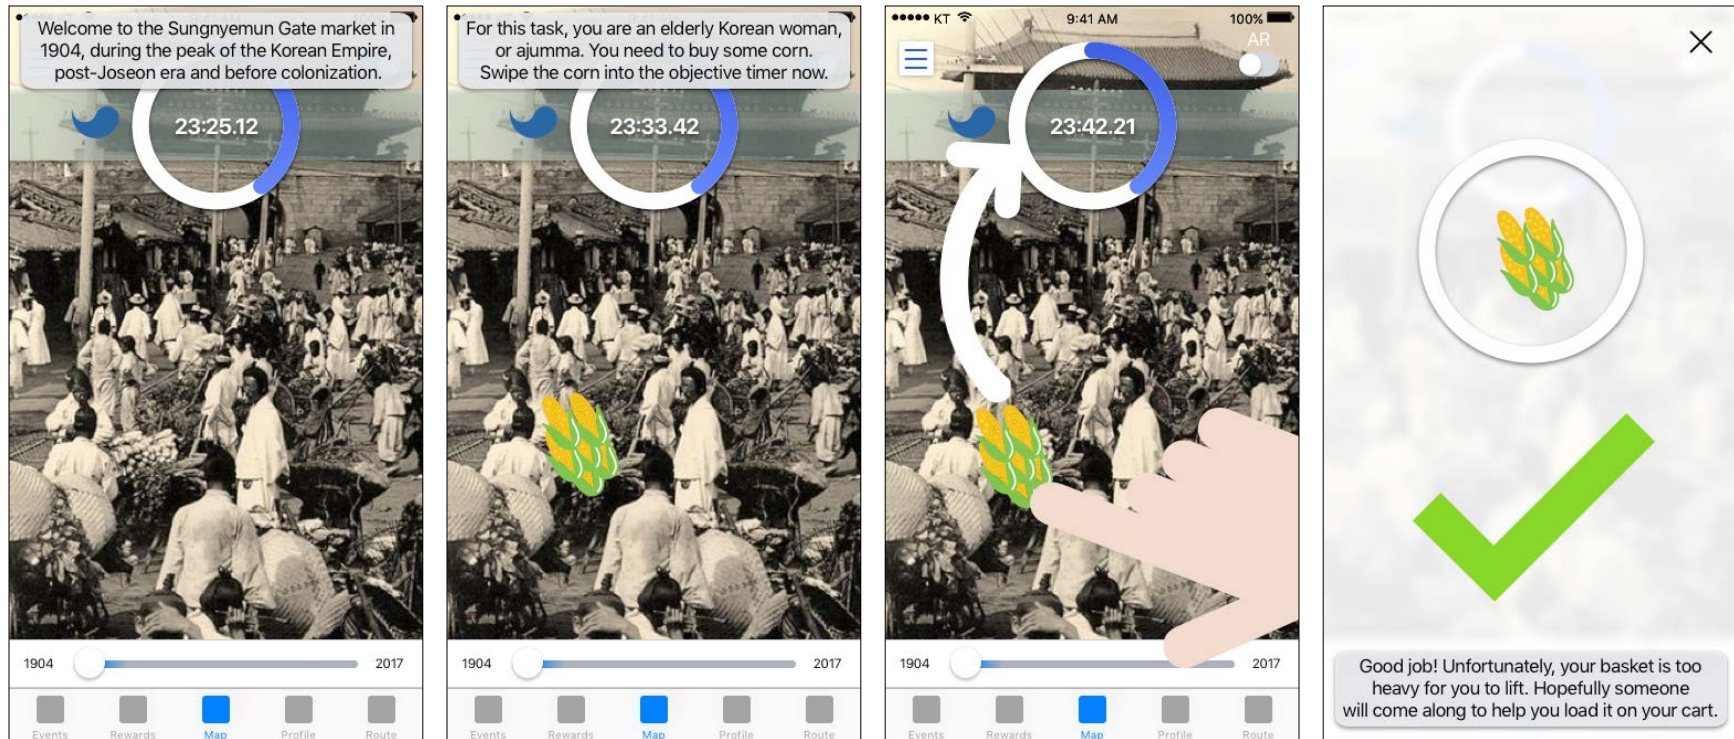 Welcome to the Sungnyemun Gate market in
1904, during the peak of the Korean Empire,
post-Joseon era and before colonization.
23:25.12
1904
2017
Events
Rewards
Map
Profile
Route
For this task, you are an elderly Korean woman,
or ajumma. You need to buy some corn.
Swipe the corn into the objective timer now.
23:33.42
1904
2017
Events
Rewards
Map
Profile
Route
KT
9:41 AM
100%
AR
23:42.21
1904
2017
Events
Rewards
Map
Profile
Route
Good job! Unfortunately, your basket is too
heavy for you to lift. Hopefully someone
will come along to help you load it on your cart.